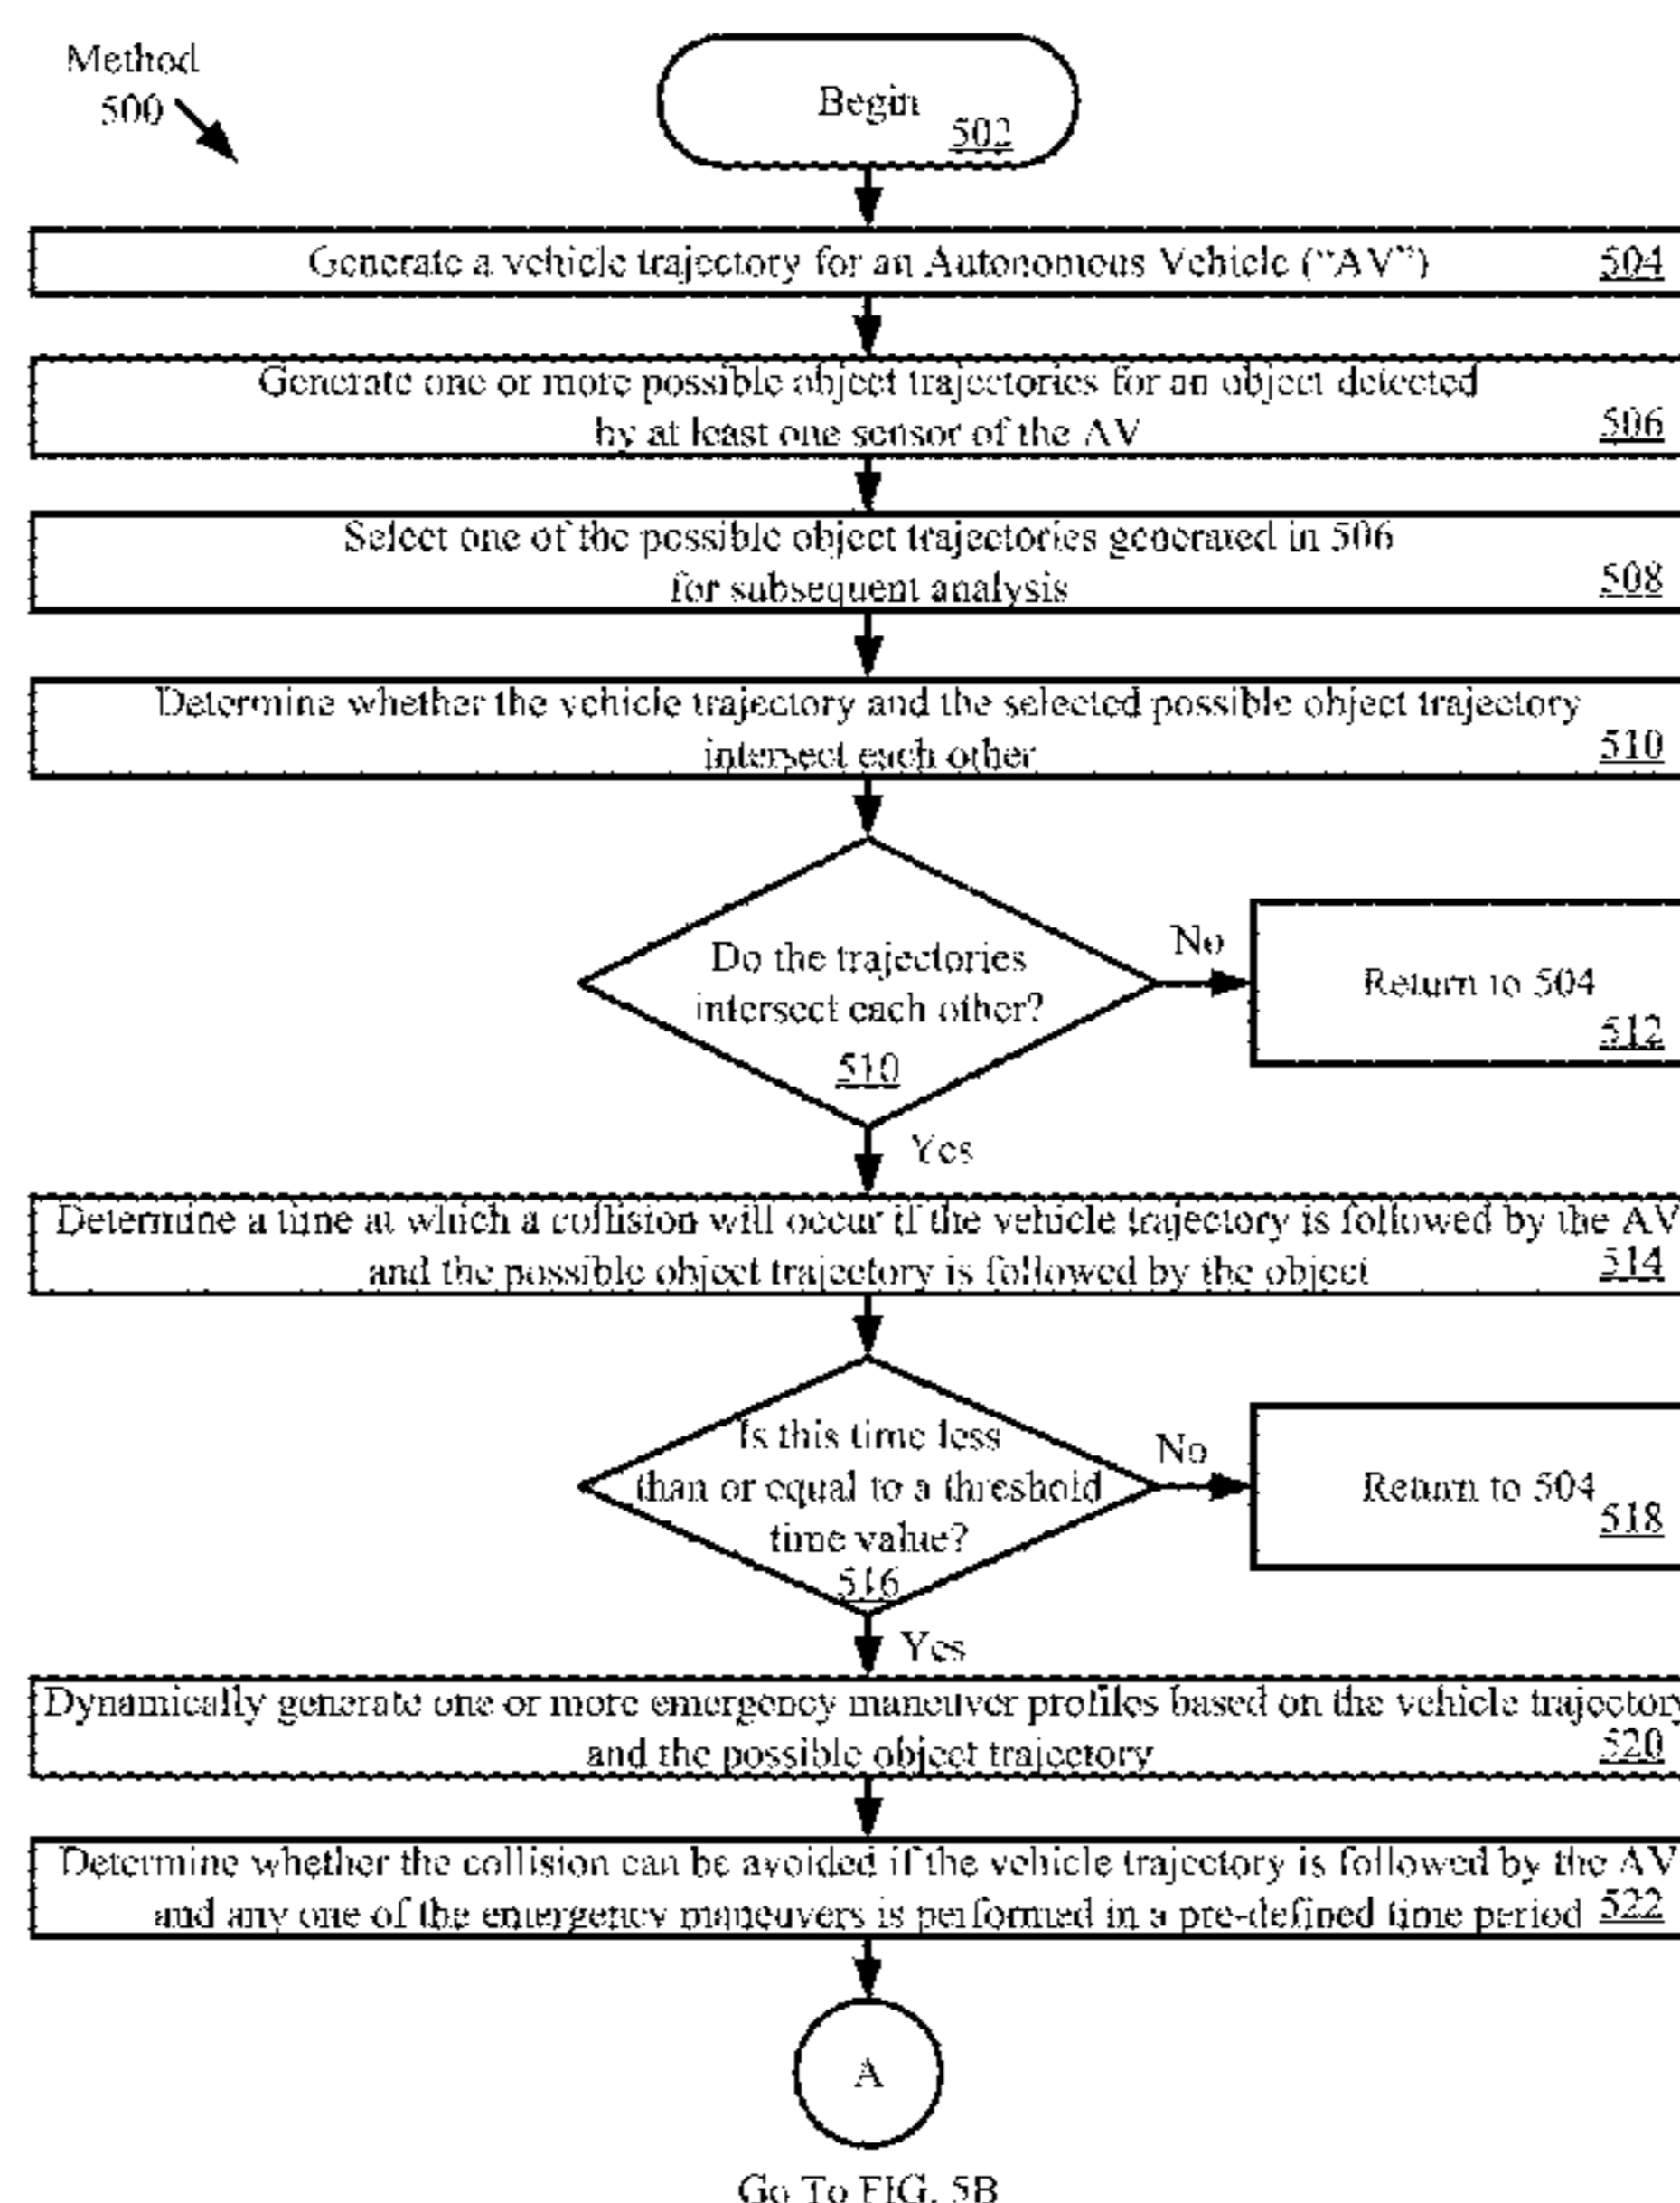 Method
500
Begin
502
Generate a vehicle trajectory for an Autonomous Vehicle (“AV”)
504
Generate one or more possible object trajectories for an object detected
by at least one sensor of the AV
506
Select one of the possible object trajectories generated in 506
for subsequent analysis
508
Determine whether the vehicle trajectory and the selected possible object trajectory
intersect each other
510
Do the trajectories
intersect each other?
510
No
Return to 504
512
Yes
Determine a time at which a collision will occur if the vehicle trajectory is followed by the AV
and the possible object trajectory is followed by the object
514
Is this time less
than or equal to a threshold
time value?
516
No
Return to 504
518
Yes
Dynamically generate one or more emergency maneuver profiles based on the vehicle trajectory
and the possible object trajectory
520
Determine whether the collision can be avoided if the vehicle trajectory is followed by the AV
and any one of the emergency maneuvers is performed in a pre-defined time period
522
A
Go To FIG. 5B